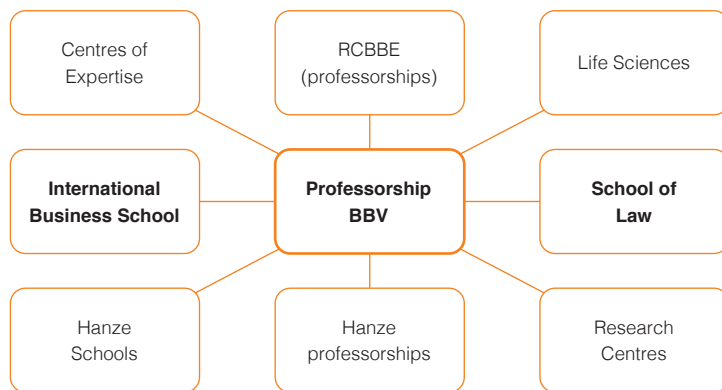 Centres of
Expertise
RCBBE
(professorships)
Life Sciences
International
Business School
Professorship
BBV
School of
Law
Hanze
Schools
Hanze
professorships
Research
Centres